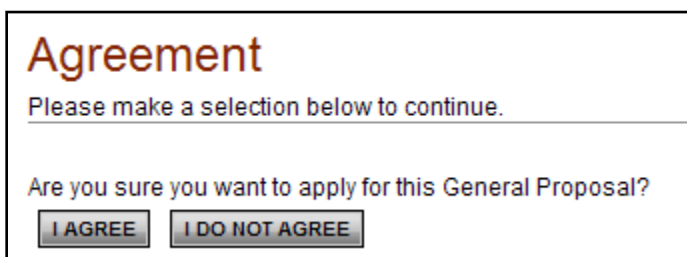 Agreement
Please make a selection below to continue.
Are you sure you want to apply for this General Proposal?
I AGREE I DO NOT AGREE